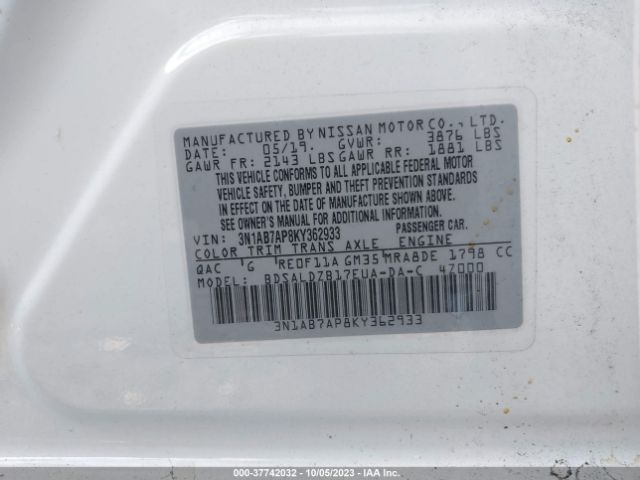 MANUFACTURED BY NISSAN MOTOR CO., LTD.
DATE: 05/19. GVWR: 3876 LBS
GAWR FR: 2143 LBS GAWR RR: 1881 LBS
THIS VEHICLE CONFORMS TO ALL APPLICABLE FEDERAL MOTOR
VEHICLE SAFETY, BUMPER AND THEFT PREVENTION STANDARDS
IN EFFECT ON THE DATE OF MANUFACTURE SHOWN ABOVE.
SEE OWNER'S MANUAL FOR ADDITIONAL INFORMATION.
VIN: 3N1AB7AP8KY362933 PASSENGER CAR.
COLOR TRIM TRANS AXLE ENGINE
QAC G RE0F11A GM35 MRA8DE 1798 CC
MODEL: BDSALDZB17EUA-DA-C 47000
3N1AB7AP8KY362933
000-37742032 - 10/05/2023 - Copyright © IAA, LLC